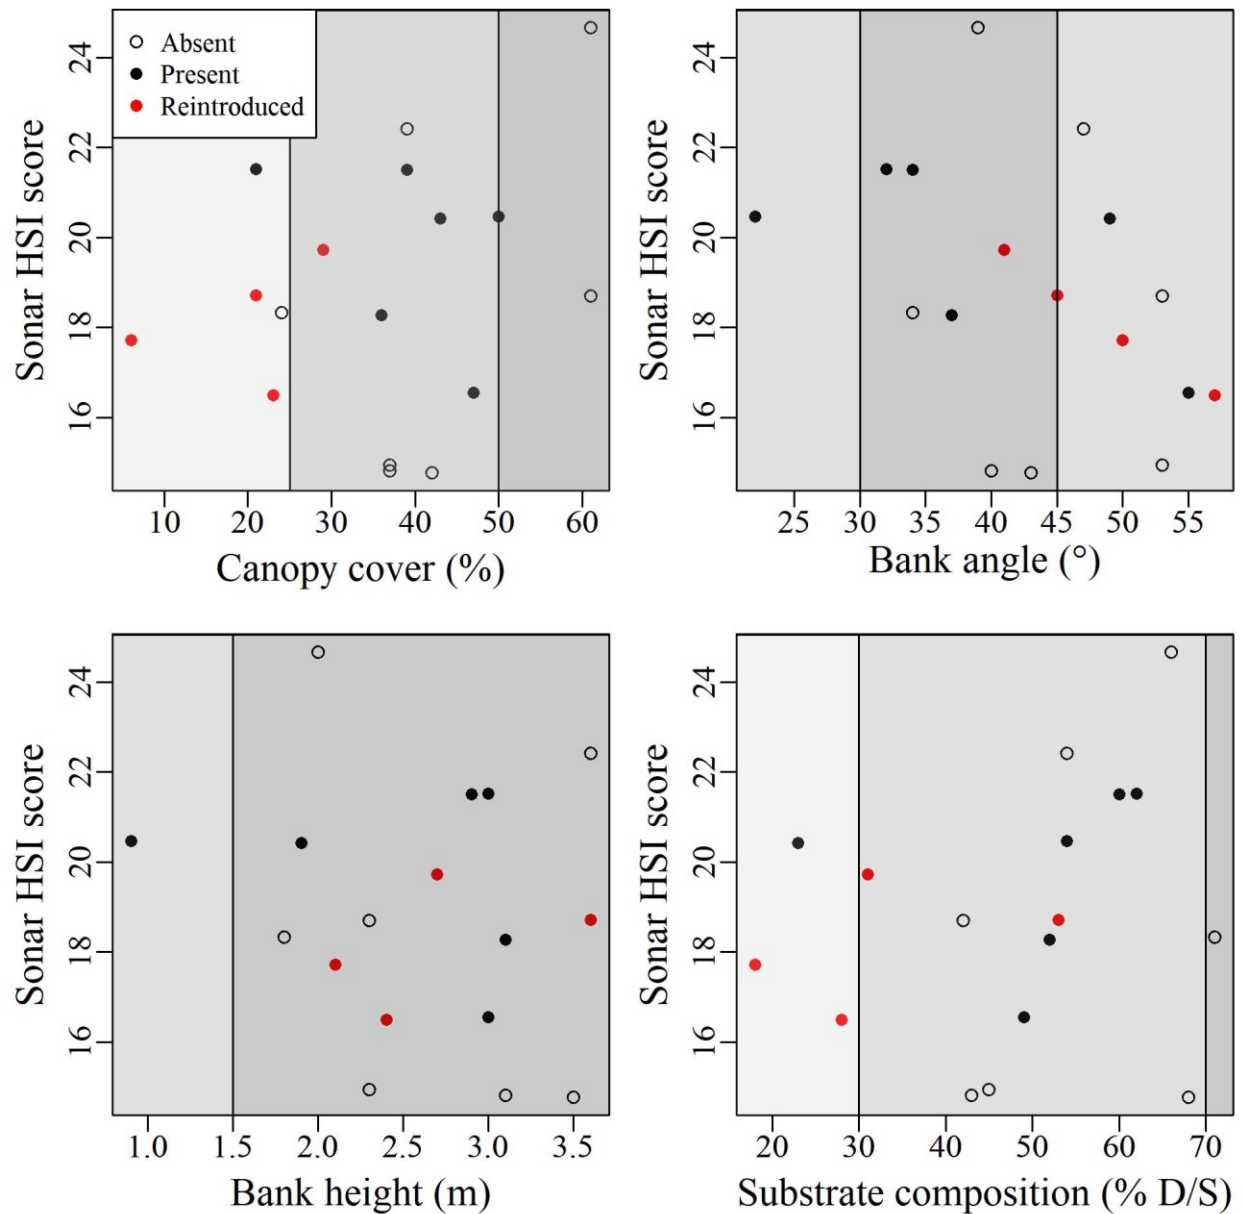 Absent
Present
Reintroduced
Sonar HSI score
16 18 20 22 24
10 20 30 40 50 60
Canopy cover (%)
Sonar HSI score
16 18 20 22 24
25 30 35 40 45 50 55
Bank angle (°)
Sonar HSI score
16 18 20 22 24
1.0 1.5 2.0 2.5 3.0 3.5
Bank height (m)
Sonar HSI score
16 18 20 22 24
20 30 40 50 60 70
Substrate composition (% D/S)